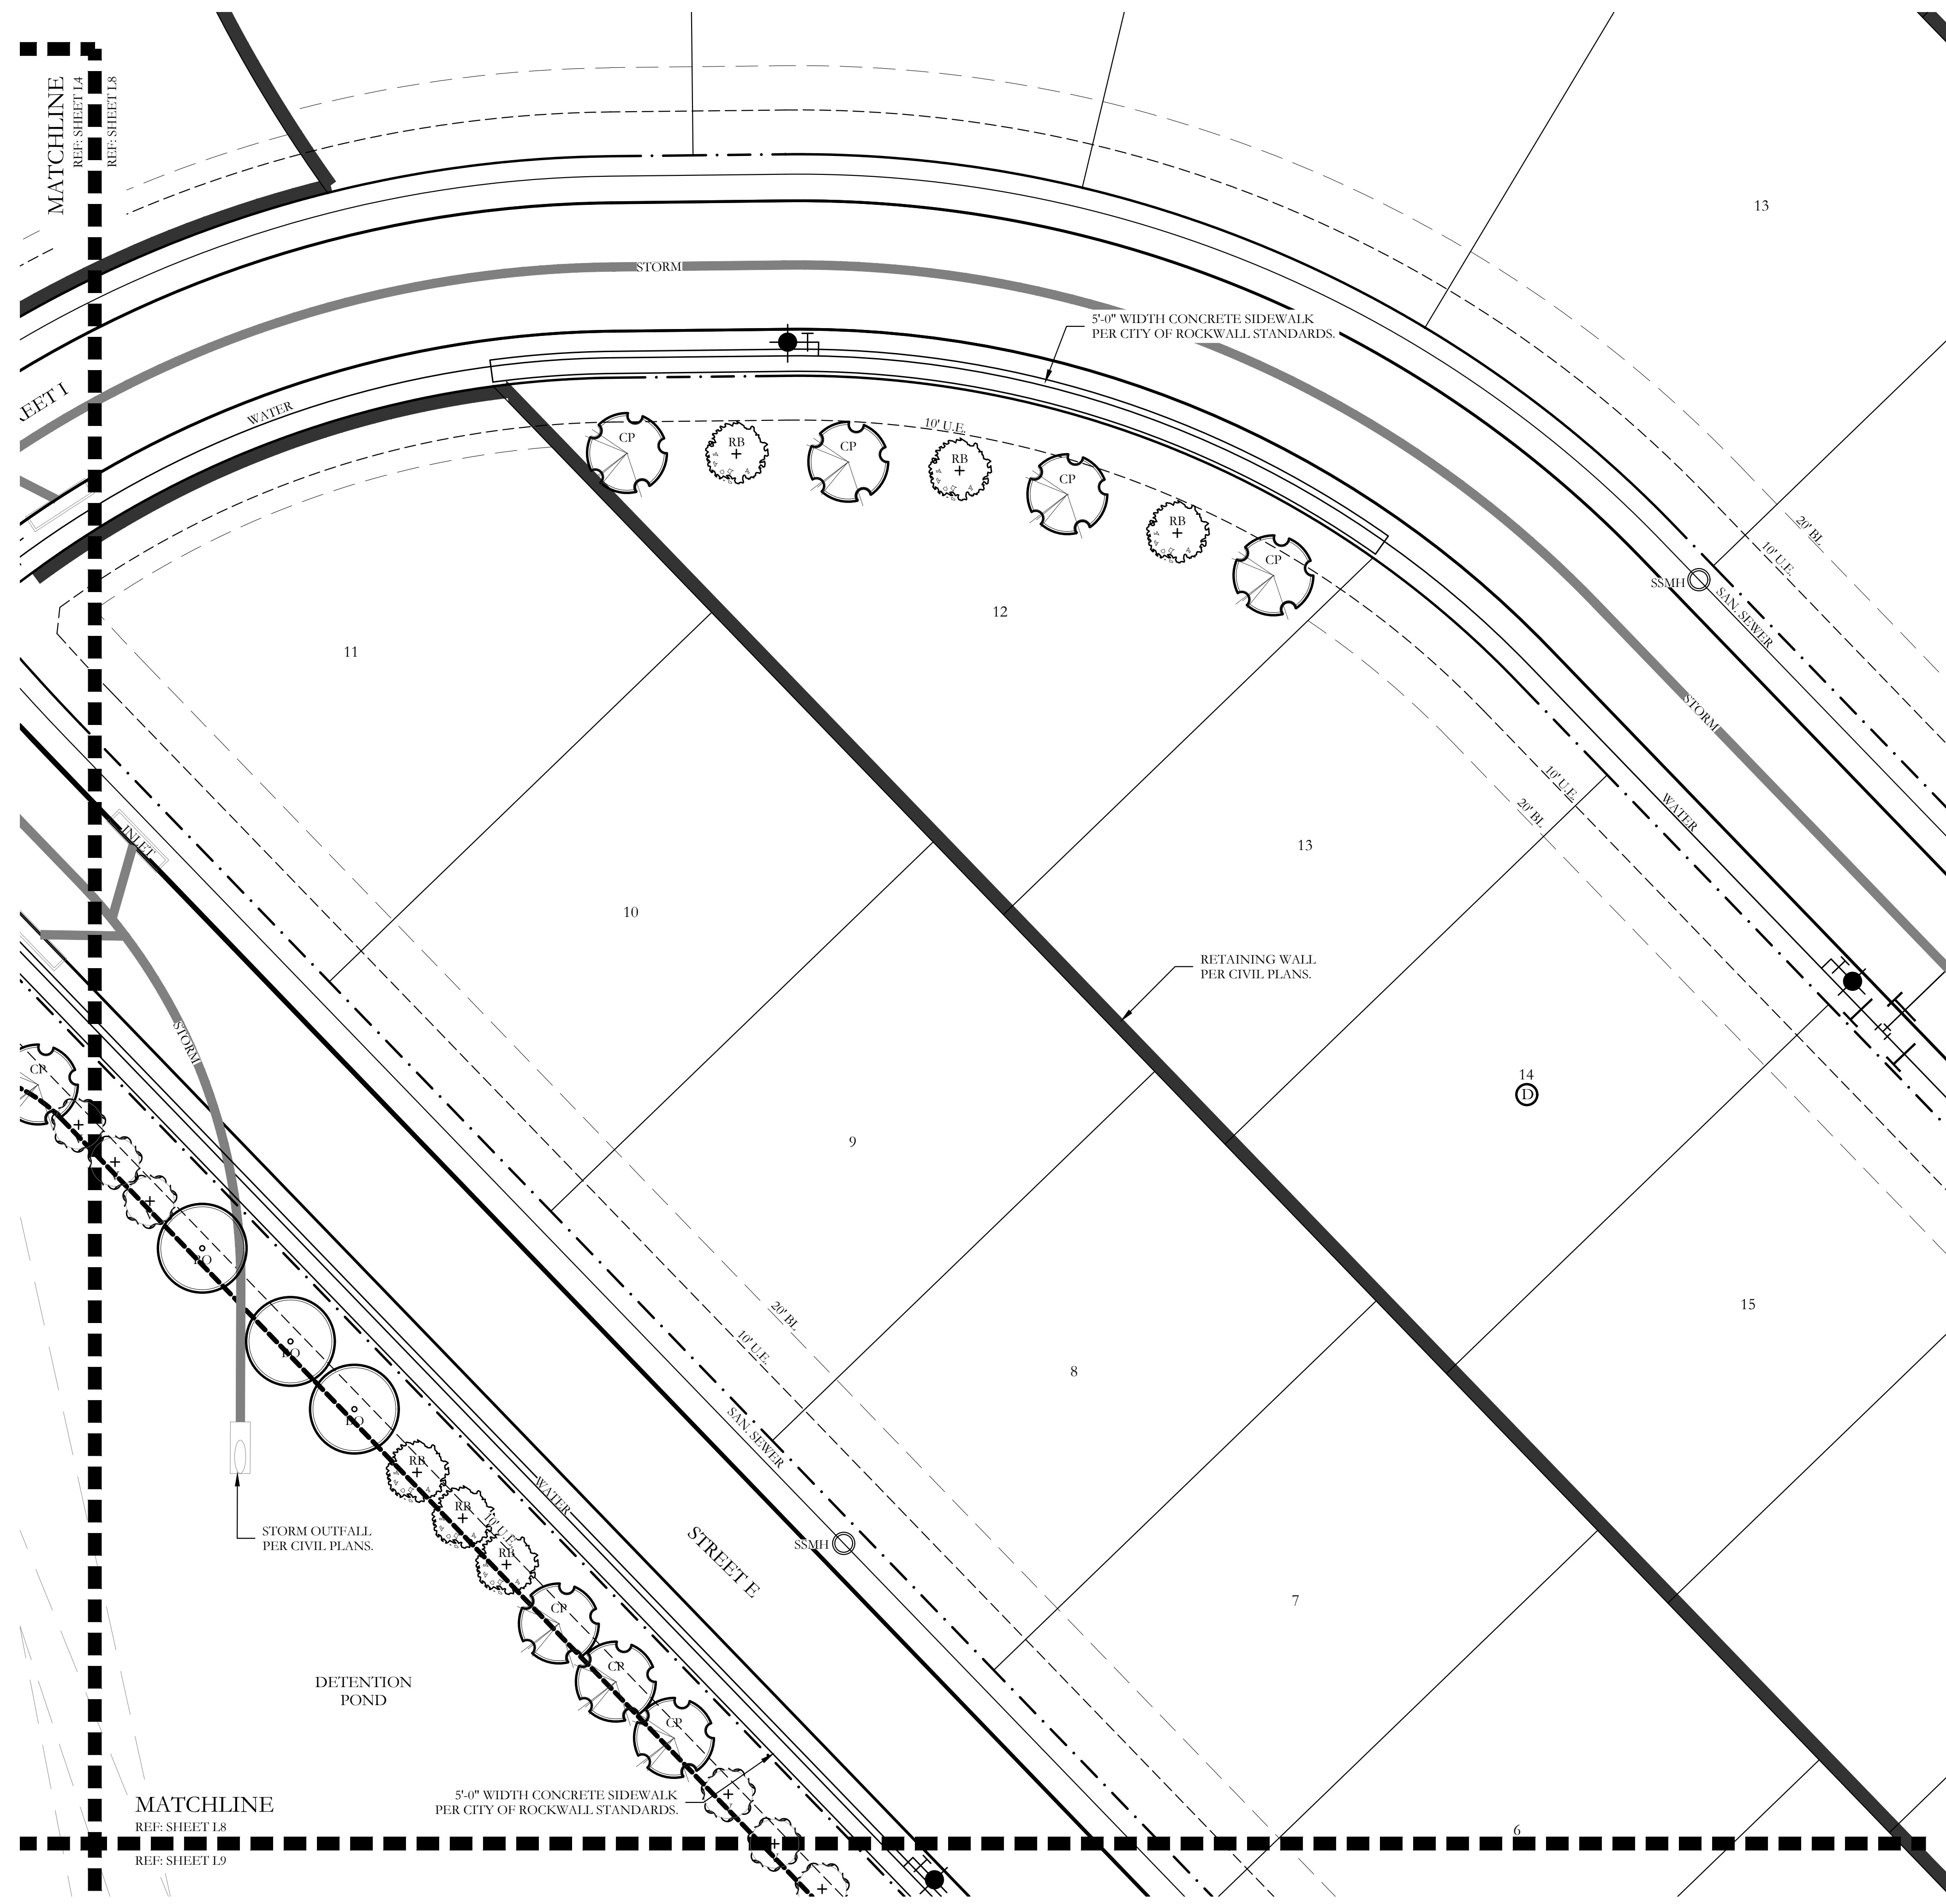 MATCHLINE
REF: SHEET L4
REF: SHEET L8
13
STORM
5'-0" WIDTH CONCRETE SIDEWALK
PER CITY OF ROCKWALL STANDARDS.
REET I
WATER
CP
RB
CP
RB
CP
RB
CP
10' U.E.
20' BL
10' U.E.
SSMH
SAN. SEWER
11
12
STORM
10' U.E.
20' BL
WATER
INLET
13
10
RETAINING WALL
PER CIVIL PLANS.
STORM
CP
14
D
9
15
20' BL
10' U.E.
8
SAN. SEWER
RB
RB
RB
10' U.E.
WATER
STORM OUTFALL
PER CIVIL PLANS.
SSMH
STREET E
7
CP
CP
CP
DETENTION
POND
5'-0" WIDTH CONCRETE SIDEWALK
PER CITY OF ROCKWALL STANDARDS.
MATCHLINE
REF: SHEET L8
REF: SHEET L9
6